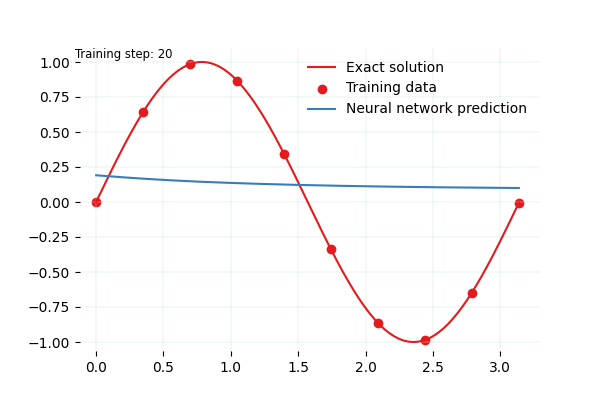 Training step: 20
Exact solution
Training data
Neural network prediction
1.00
0.75
0.50
0.25
0.00
−0.25
−0.50
−0.75
−1.00
0.0 0.5 1.0 1.5 2.0 2.5 3.0